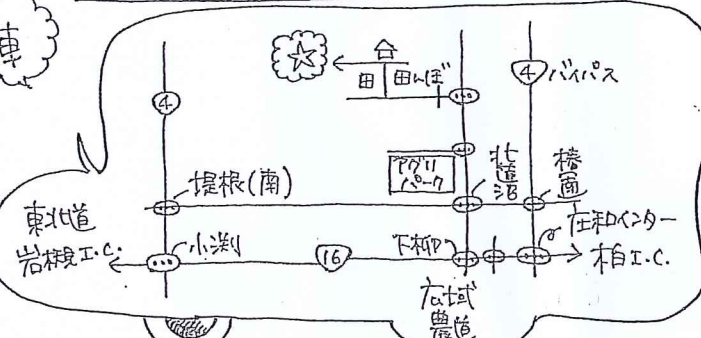 車
4
合
田 田んぼ
4 バイパス
アグリ
パーク
北道沼
椿
堤根(南)
庄和インター
東北道
岩槻I.C.
小渕
16
下柳
柏I.C.
広域
農道